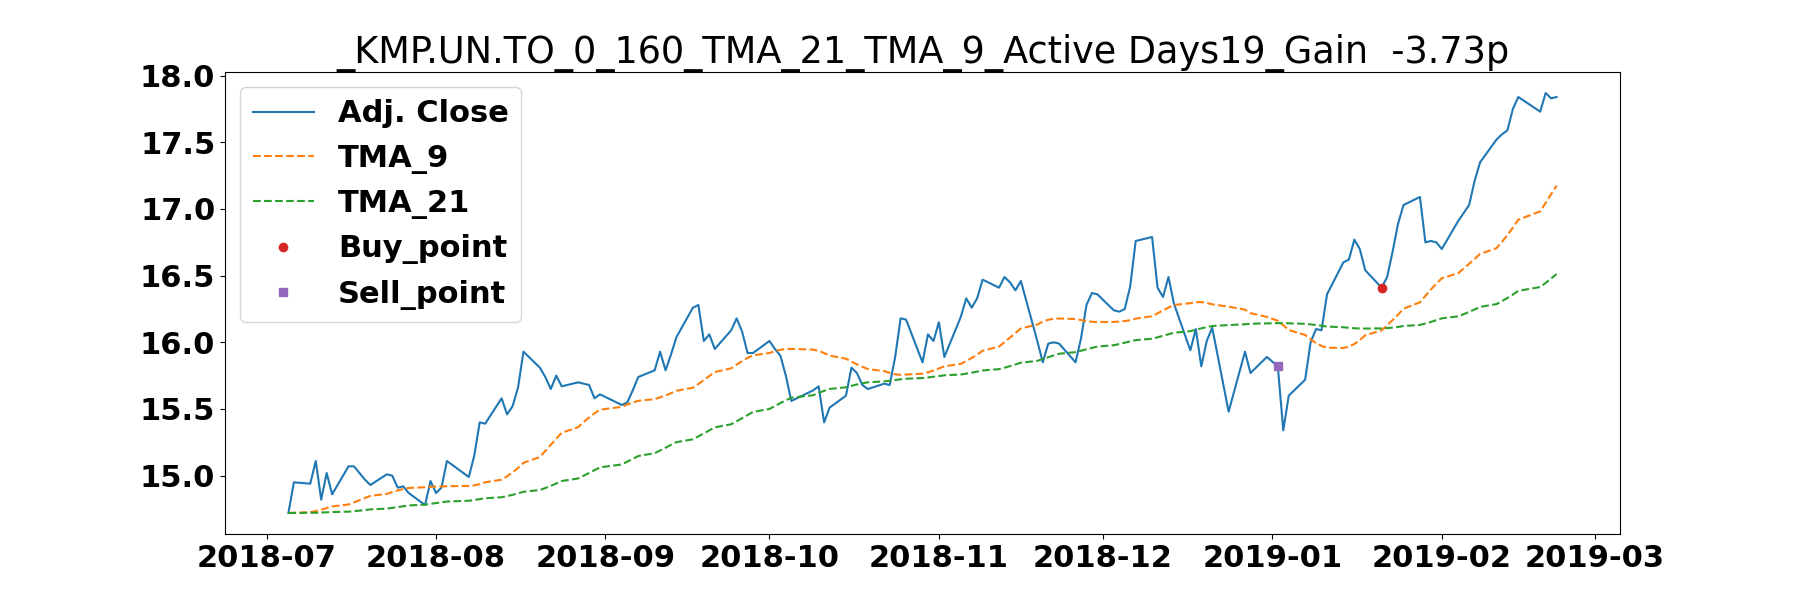 _KMP.UN.TO_0_160_TMA_21_TMA_9_Active Days19_Gain  -3.73p
18.0
17.5
17.0
16.5
16.0
15.5
15.0
Adj. Close
TMA_9
TMA_21
Buy_point
Sell_point
2018-07 2018-08 2018-09 2018-10 2018-11 2018-12 2019-01 2019-02 2019-03